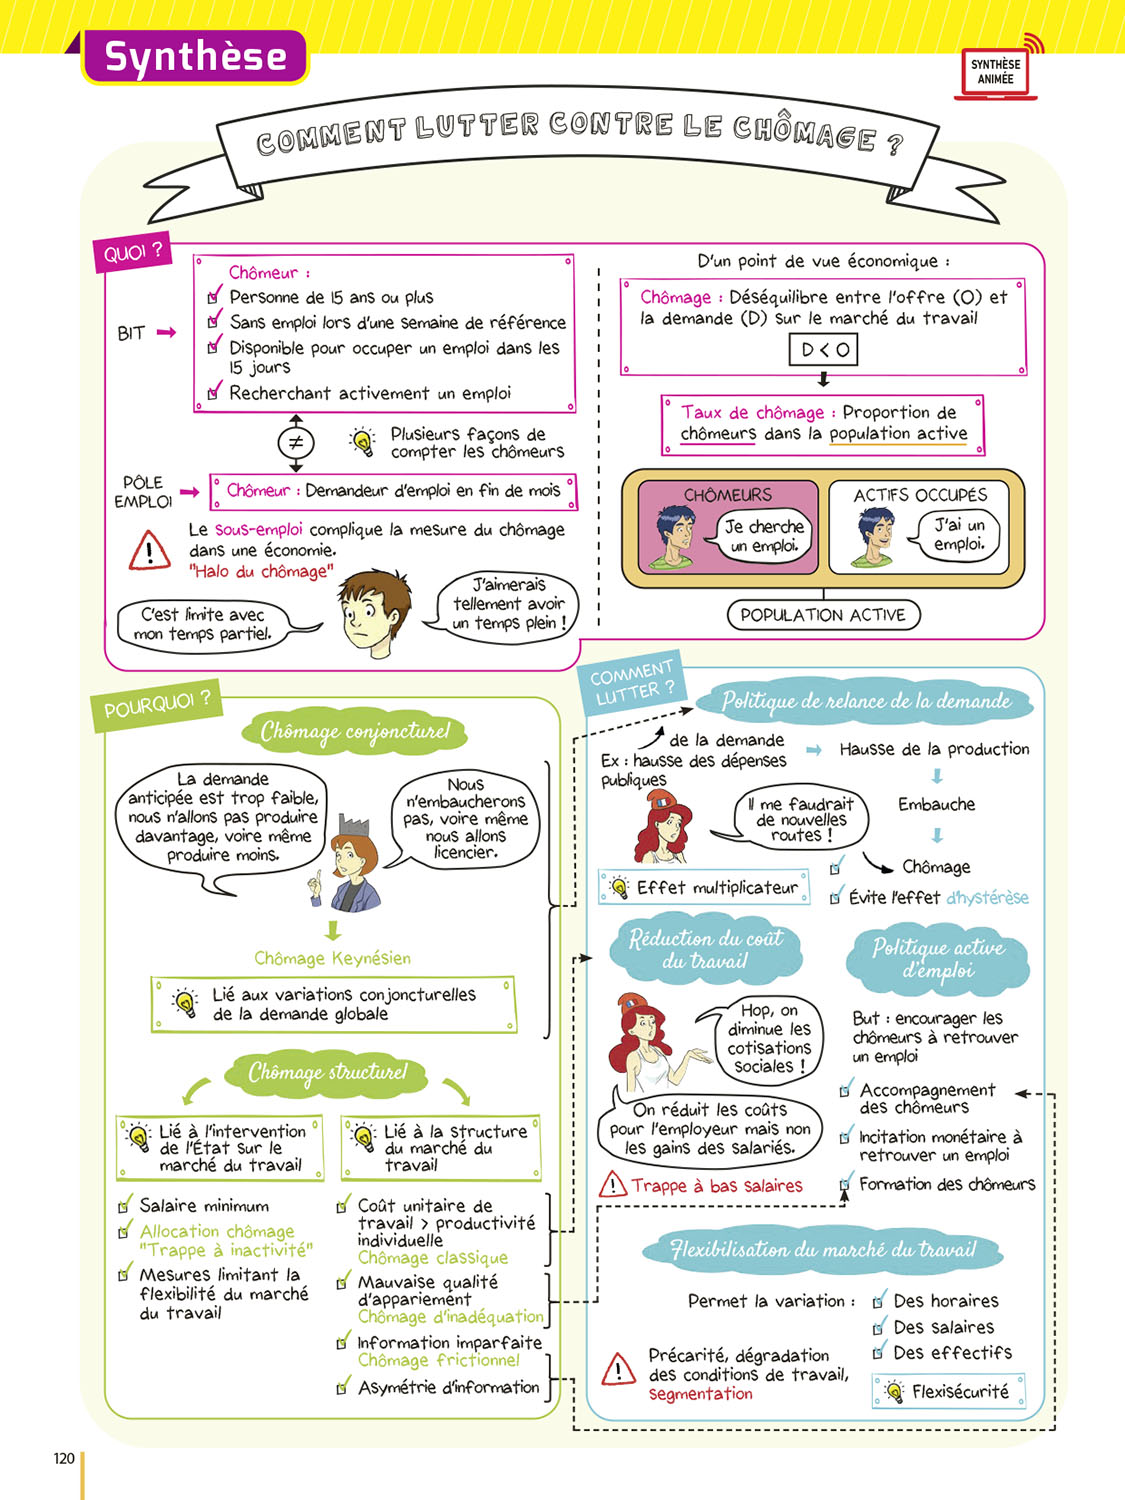 Synthèse
SYNTHÈSE
ANIMÉE
COMMENT LUTTER CONTRE LE CHÔMAGE ?
QUOI ?
BIT
Chômeur :
Personne de 15 ans ou plus
Sans emploi lors d'une semaine de référence
Disponible pour occuper un emploi dans les
15 jours
Recherchant activement un emploi
≠
Plusieurs façons de
compter les chômeurs
PÔLE
EMPLOI
Chômeur : Demandeur d'emploi en fin de mois
!
Le sous-emploi complique la mesure du chômage
dans une économie.
"Halo du chômage"
C'est limite avec
mon temps partiel.
J'aimerais
tellement avoir
un temps plein !
D'un point de vue économique :
Chômage : Déséquilibre entre l'offre (O) et
la demande (D) sur le marché du travail
D < O
Taux de chômage : Proportion de
chômeurs dans la population active
CHÔMEURS
Je cherche
un emploi.
ACTIFS OCCUPÉS
J'ai un
emploi.
POPULATION ACTIVE
POURQUOI ?
Chômage conjoncturel
La demande
anticipée est trop faible,
nous n'allons pas produire
davantage, voire même
produire moins.
Nous
n'embaucherons
pas, voire même
nous allons
licencier.
Chômage Keynésien
Lié aux variations conjoncturelles
de la demande globale
Chômage structurel
Lié à l'intervention
de l'État sur le
marché du travail
Salaire minimum
Allocation chômage
"Trappe à inactivité"
Mesures limitant la
flexibilité du marché
du travail
Lié à la structure
du marché du
travail
Coût unitaire de
travail > productivité
individuelle
Chômage classique
Mauvaise qualité
d'appariement
Chômage d'inadéquation
Information imparfaite
Chômage frictionnel
Asymétrie d'information
COMMENT
LUTTER ?
Politique de relance de la demande
de la demande
Ex : hausse des dépenses
publiques
Hausse de la production
Embauche
Il me faudrait
de nouvelles
routes !
Chômage
Effet multiplicateur
Évite l'effet d'hystérèse
Réduction du coût
du travail
Hop, on
diminue les
cotisations
sociales !
On réduit les coûts
pour l'employeur mais non
les gains des salariés.
!
Trappe à bas salaires
Politique active
d'emploi
But : encourager les
chômeurs à retrouver
un emploi
Accompagnement
des chômeurs
Incitation monétaire à
retrouver un emploi
Formation des chômeurs
Flexibilisation du marché du travail
Permet la variation :
Des horaires
Des salaires
Des effectifs
!
Précarité, dégradation
des conditions de travail,
segmentation
Flexisécurité
120